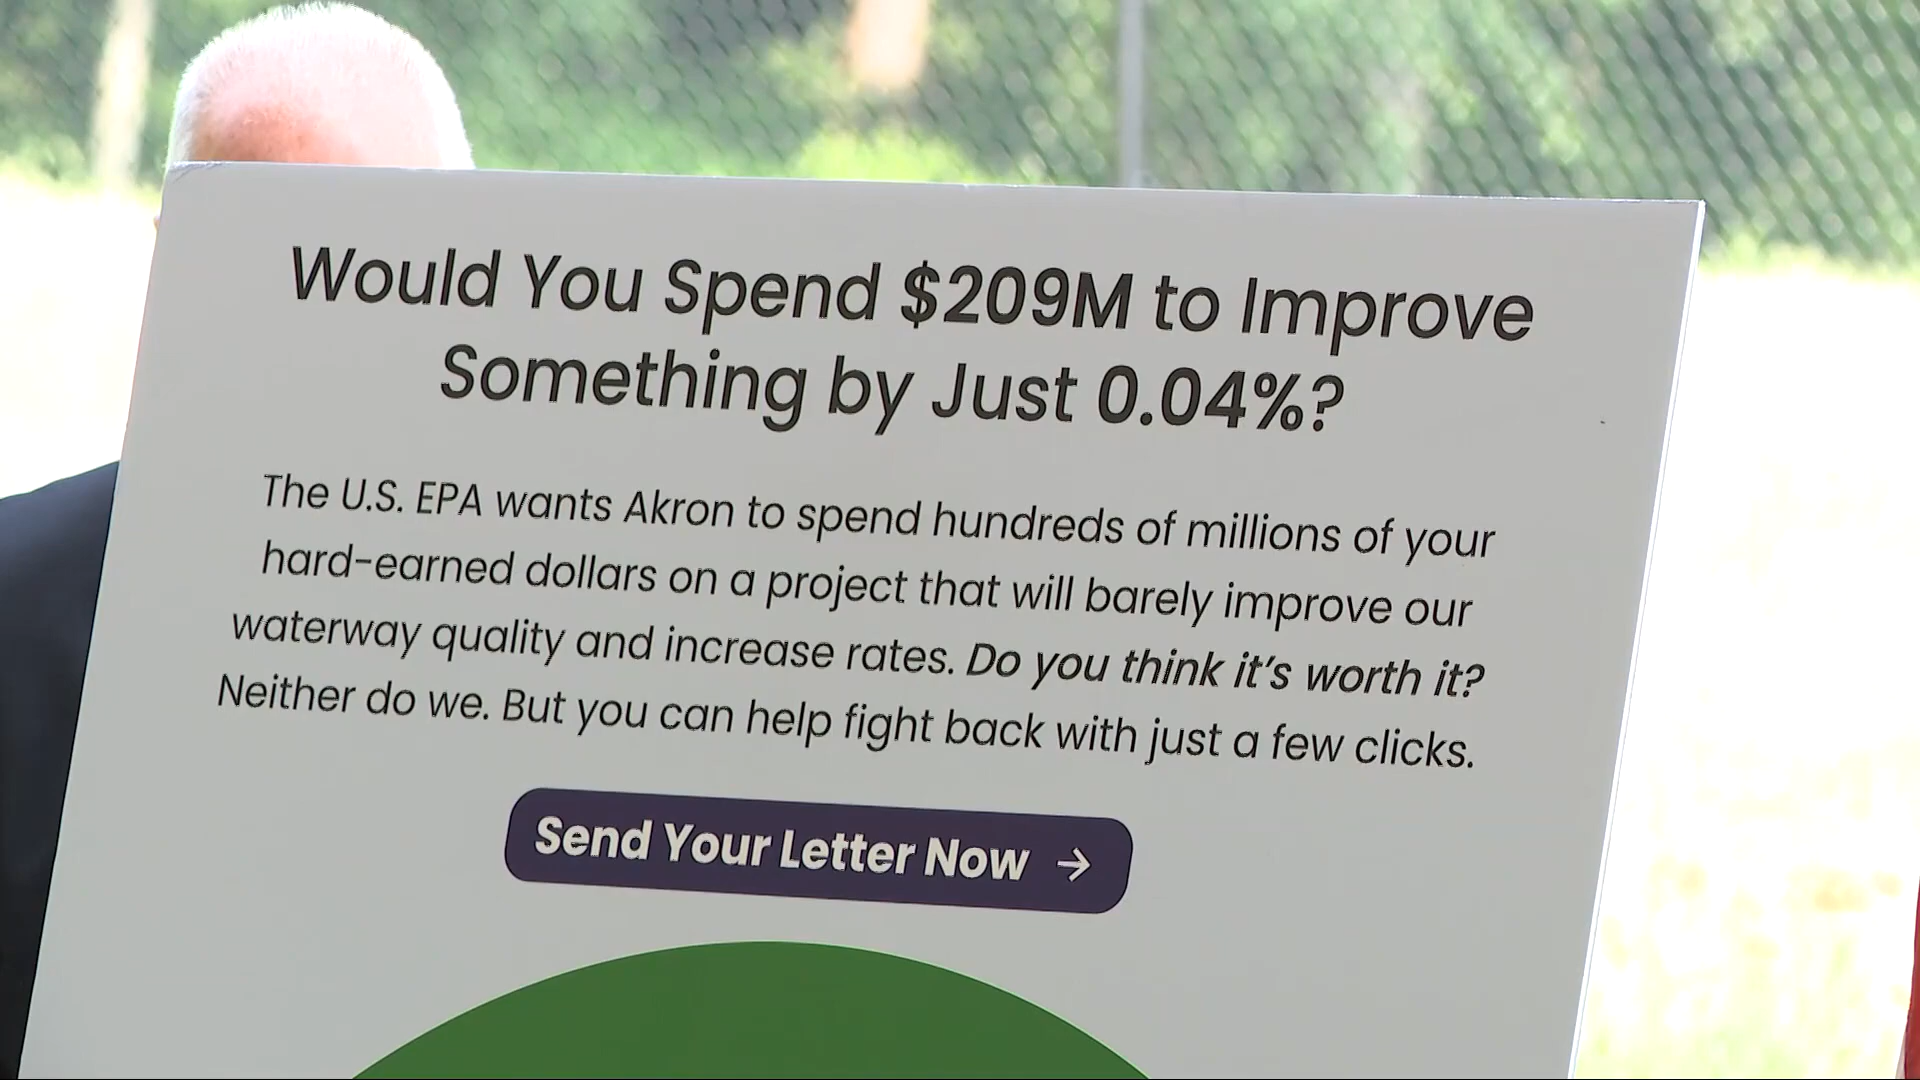 Would You Spend $209M to Improve
Something by Just 0.04%?
The U.S. EPA wants Akron to spend hundreds of millions of your
hard-earned dollars on a project that will barely improve our
waterway quality and increase rates. Do you think it's worth it?
Neither do we. But you can help fight back with just a few clicks.
Send Your Letter Now →